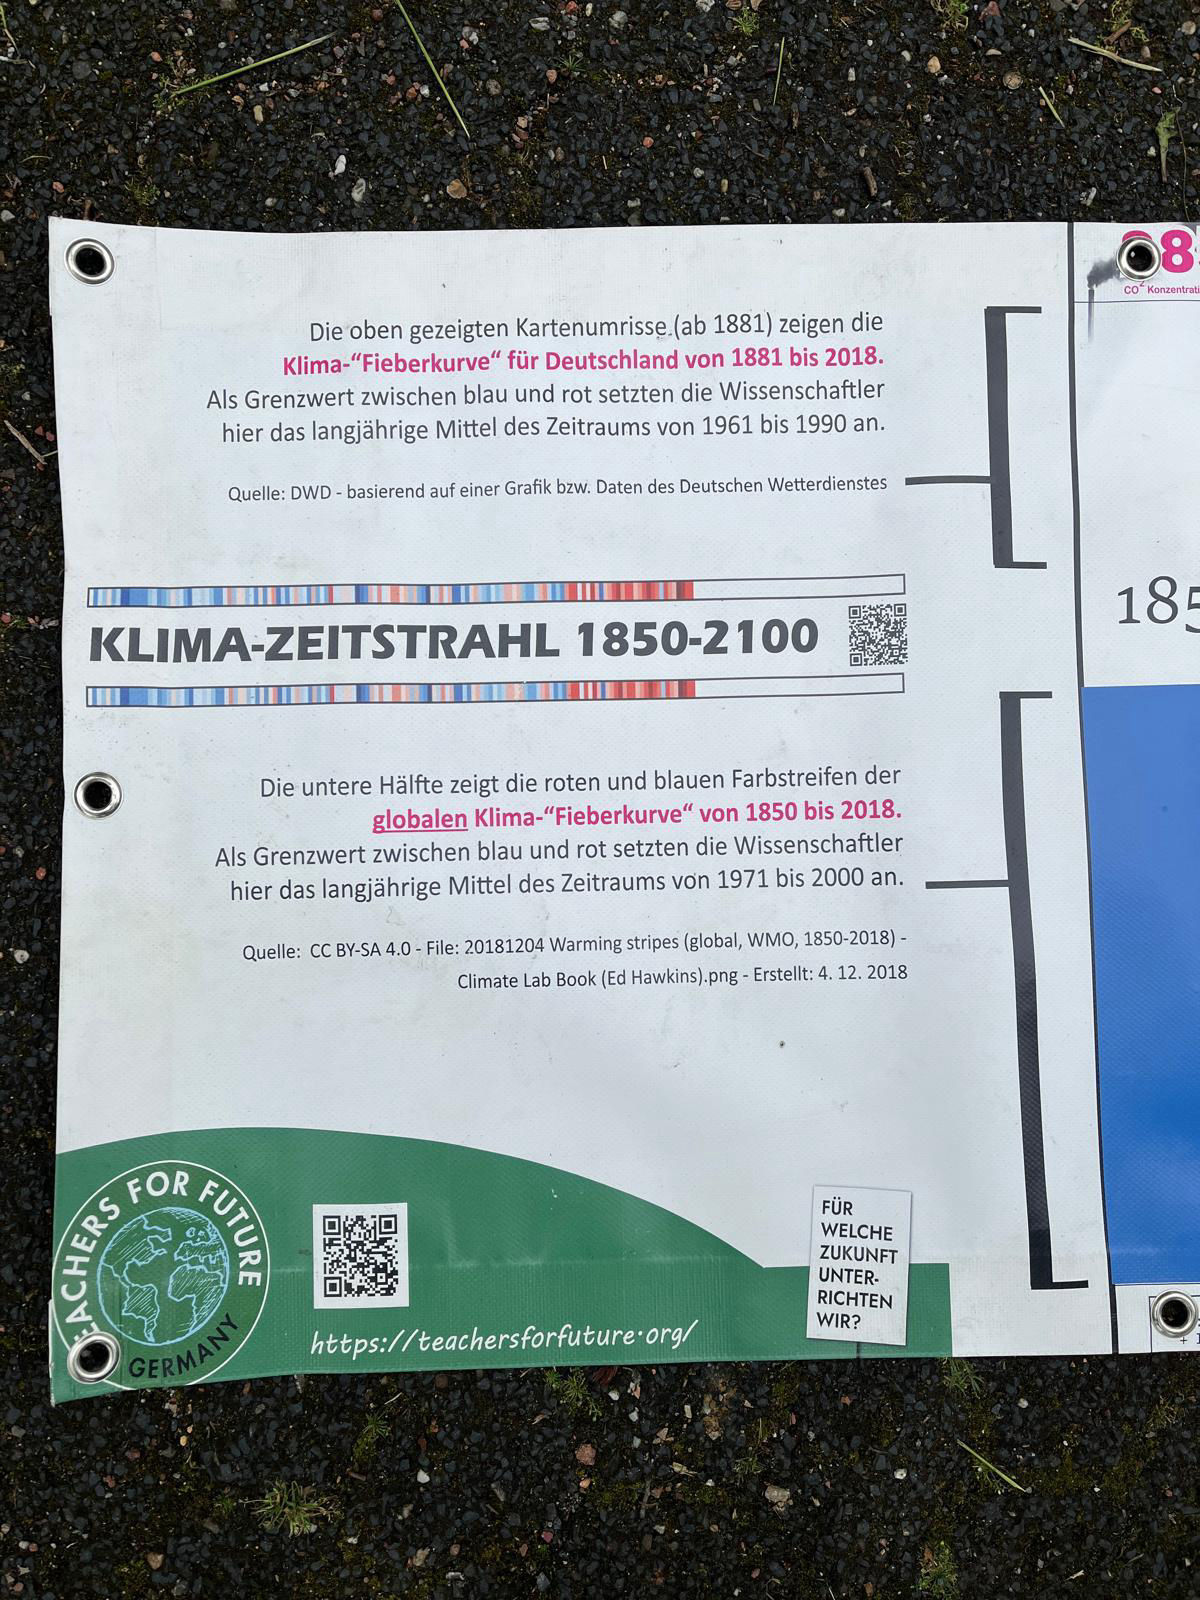 Die oben gezeigten Kartenumrisse (ab 1881) zeigen die
Klima-“Fieberkurve“ für Deutschland von 1881 bis 2018.
Als Grenzwert zwischen blau und rot setzten die Wissenschaftler
hier das langjährige Mittel des Zeitraums von 1961 bis 1990 an.
Quelle: DWD - basierend auf einer Grafik bzw. Daten des Deutschen Wetterdienstes
KLIMA-ZEITSTRAHL 1850-2100
Die untere Hälfte zeigt die roten und blauen Farbstreifen der
globalen Klima-“Fieberkurve“ von 1850 bis 2018.
Als Grenzwert zwischen blau und rot setzten die Wissenschaftler
hier das langjährige Mittel des Zeitraums von 1971 bis 2000 an.
Quelle: CC BY-SA 4.0 - File: 20181204 Warming stripes (global, WMO, 1850-2018) -
Climate Lab Book (Ed Hawkins).png - Erstellt: 4. 12. 2018
TEACHERS FOR FUTURE
GERMANY
https://teachersforfuture.org/
FÜR
WELCHE
ZUKUNFT
UNTER-
RICHTEN
WIR?
CO2 Konzentrati
185